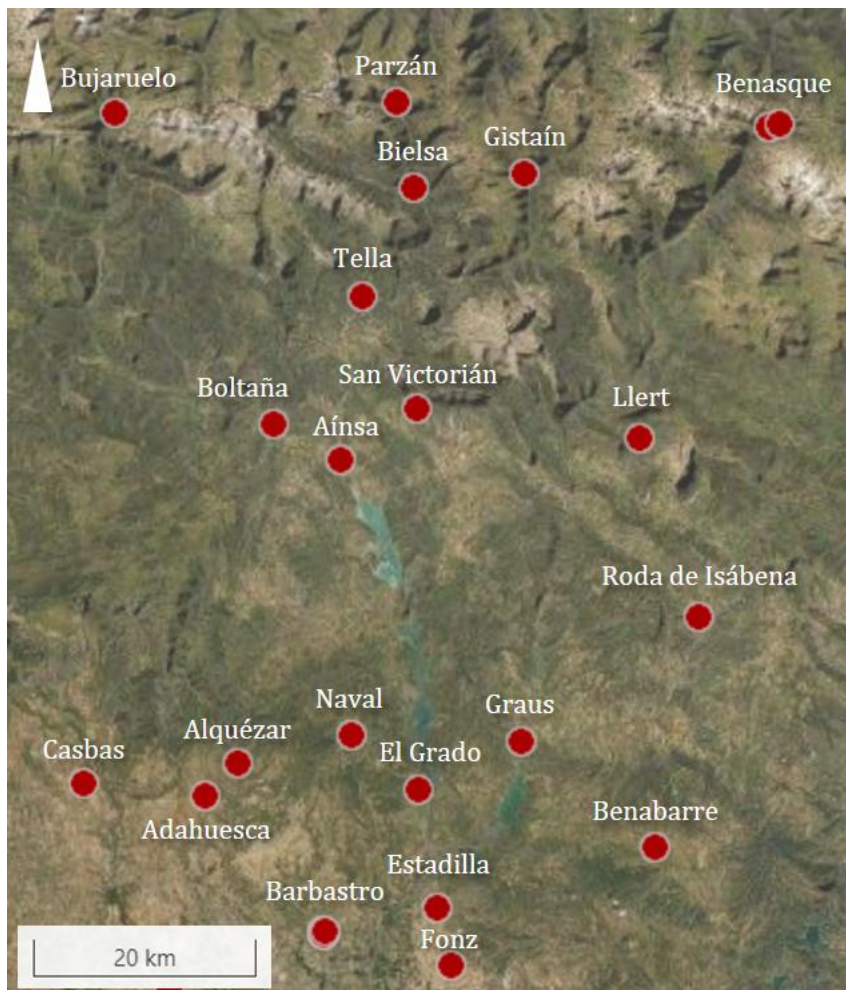 Parzán
Bujaruelo
Benasque
Gistaín
Bielsa
Tella
San Victorián
Boltaña
Llert
Aínsa
Roda de Isábena
Naval
Graus
Alquézar
Casbas
El Grado
Benabarre
Adahuesca
Estadilla
Barbastro
Fonz
20 km